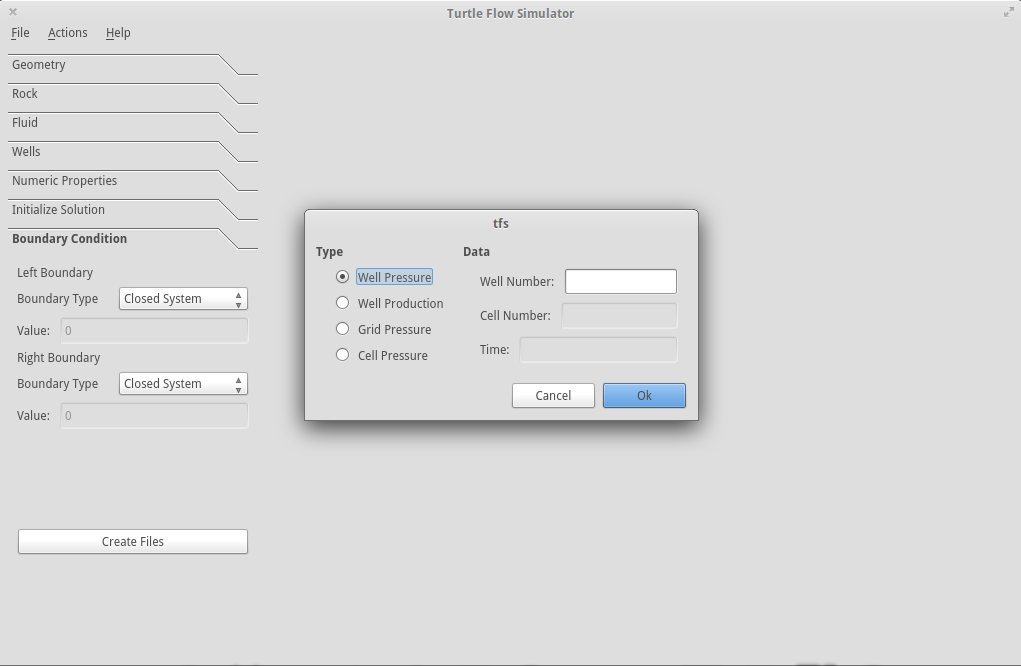 Turtle Flow Simulator
File Actions Help
Geometry
Rock
Fluid
Wells
Numeric Properties
Initialize Solution
Boundary Condition
Left Boundary
Boundary Type Closed System
Value: 0
Right Boundary
Boundary Type Closed System
Value: 0
Create Files
tfs
Type
Well Pressure
Well Production
Grid Pressure
Cell Pressure
Data
Well Number:
Cell Number:
Time:
Cancel Ok